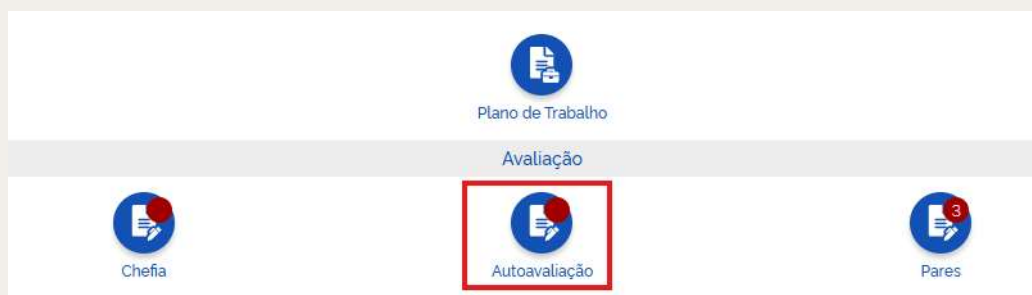 Plano de Trabalho
Avaliação
3
Chefia
Autoavaliação
Pares